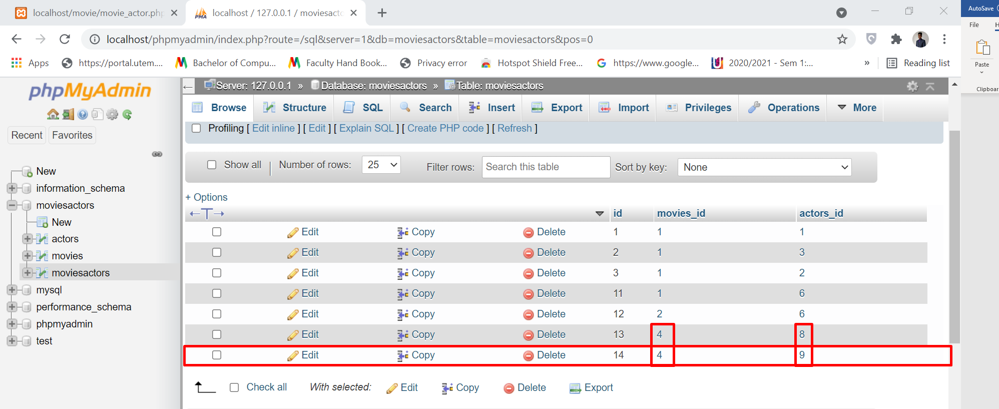 localhost/movie/movie_actor.php
PMA localhost / 127.0.0.1 / moviesacto
AutoSave
File
localhost/phpmyadmin/index.php?route=/sql&server=1&db=moviesactors&table=moviesactors&pos=0
Apps https://portal.utem.... Bachelor of Compu... Faculty Hand Book... Privacy error Hotspot Shield Free... https://www.google... 2020/2021 - Sem 1:... » Reading list
Paste
Clipboar
phpMyAdmin
Recent Favorites
New
information_schema
moviesactors
New
actors
movies
moviesactors
mysql
performance_schema
phpmyadmin
test
Server: 127.0.0.1 » Database: moviesactors » Table: moviesactors
Browse Structure SQL Search Insert Export Import Privileges Operations More
Profiling [ Edit inline ] [ Edit ] [ Explain SQL ] [ Create PHP code ] [ Refresh ]
Show all | Number of rows: 25 Filter rows: Search this table Sort by key: None
+ Options
←T→ id movies_id actors_id
Edit Copy Delete 1 1 1
Edit Copy Delete 2 1 3
Edit Copy Delete 3 1 2
Edit Copy Delete 11 1 6
Edit Copy Delete 12 2 6
Edit Copy Delete 13 4 8
Edit Copy Delete 14 4 9
Check all With selected: Edit Copy Delete Export